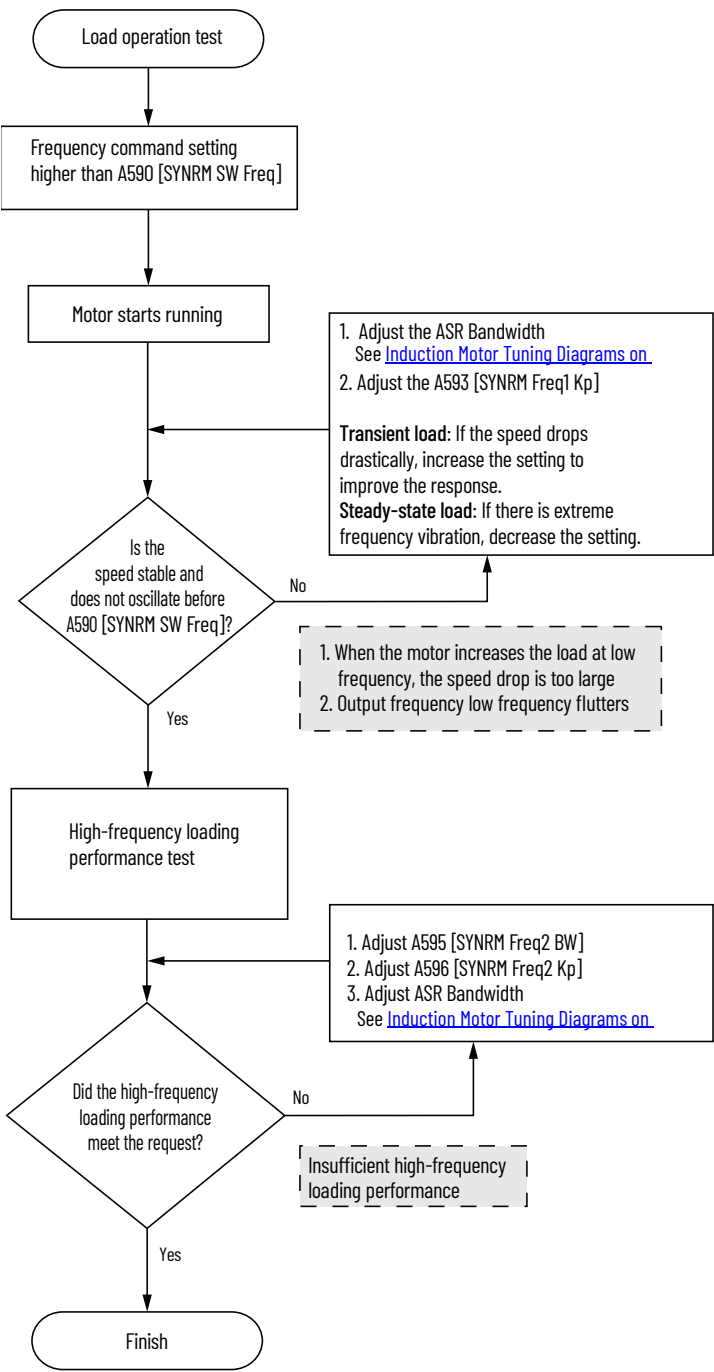 Load operation test
Frequency command setting
higher than A590 [SYNRM SW Freq]
Motor starts running
1. Adjust the ASR Bandwidth
See Induction Motor Tuning Diagrams on
2. Adjust the A593 [SYNRM Freq1 Kp]
Transient load: If the speed drops
drastically, increase the setting to
improve the response.
Steady-state load: If there is extreme
frequency vibration, decrease the setting.
Is the
speed stable and
does not oscillate before
A590 [SYNRM SW Freq]?
No
1. When the motor increases the load at low
frequency, the speed drop is too large
2. Output frequency low frequency flutters
Yes
High-frequency loading
performance test
1. Adjust A595 [SYNRM Freq2 BW]
2. Adjust A596 [SYNRM Freq2 Kp]
3. Adjust ASR Bandwidth
See Induction Motor Tuning Diagrams on
Did the high-frequency
loading performance
meet the request?
No
Insufficient high-frequency
loading performance
Yes
Finish